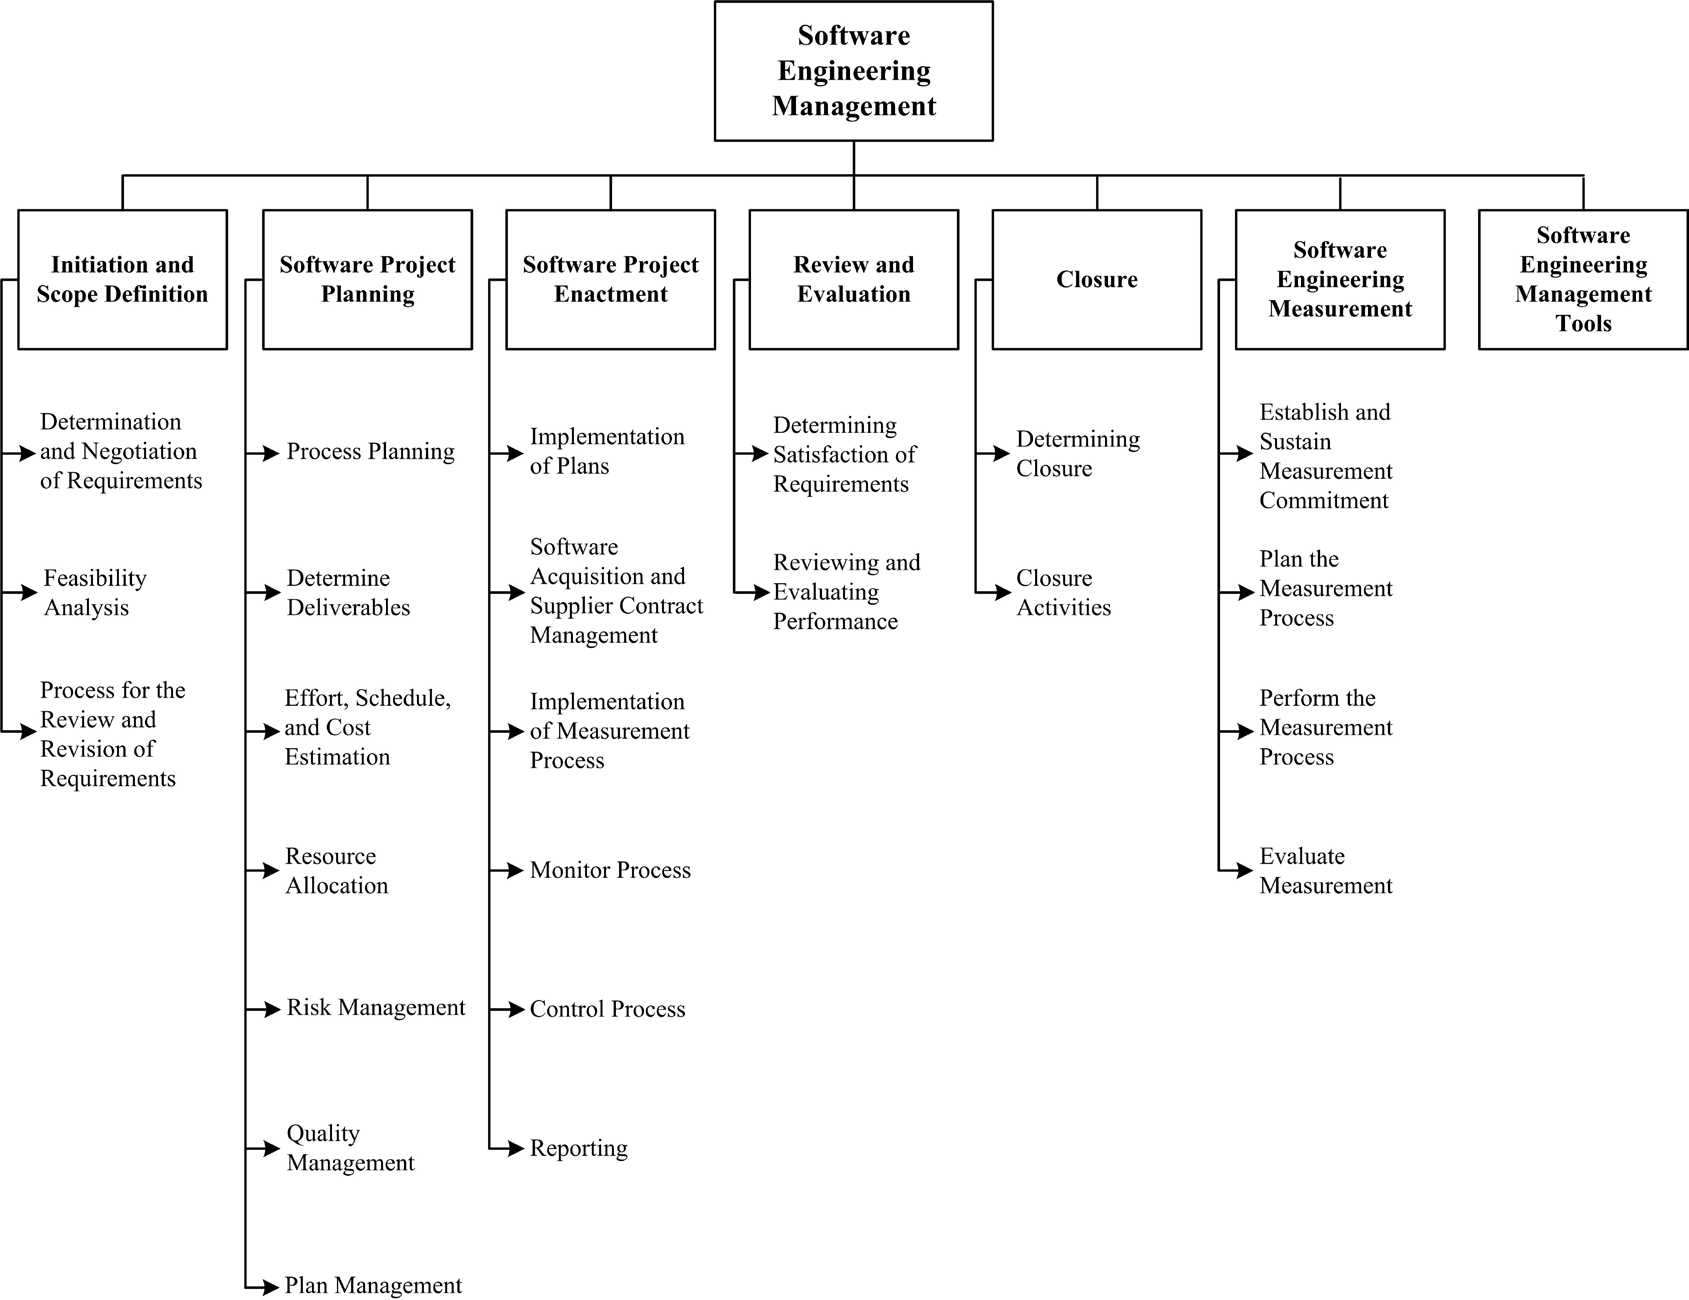 Software
Engineering
Management
Initiation and
Scope Definition
Determination
and Negotiation
of Requirements
Feasibility
Analysis
Process for the
Review and
Revision of
Requirements
Software Project
Planning
Process Planning
Determine
Deliverables
Effort, Schedule,
and Cost
Estimation
Resource
Allocation
Risk Management
Quality
Management
Plan Management
Software Project
Enactment
Implementation
of Plans
Software
Acquisition and
Supplier Contract
Management
Implementation
of Measurement
Process
Monitor Process
Control Process
Reporting
Review and
Evaluation
Determining
Satisfaction of
Requirements
Reviewing and
Evaluating
Performance
Closure
Determining
Closure
Closure
Activities
Software
Engineering
Measurement
Establish and
Sustain
Measurement
Commitment
Plan the
Measurement
Process
Perform the
Measurement
Process
Evaluate
Measurement
Software
Engineering
Management
Tools